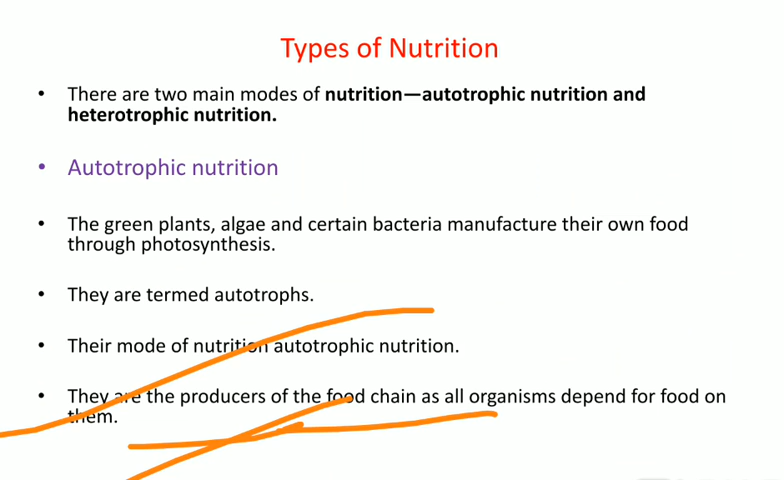 Types of Nutrition
• There are two main modes of nutrition—autotrophic nutrition and
heterotrophic nutrition.
• Autotrophic nutrition
• The green plants, algae and certain bacteria manufacture their own food
through photosynthesis.
• They are termed autotrophs.
• Their mode of nutrition autotrophic nutrition.
• They are the producers of the food chain as all organisms depend for food on
them.